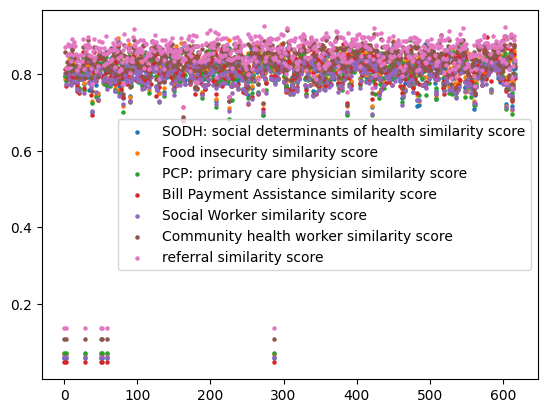 0.8
0.6
0.4
0.2
SODH: social determinants of health similarity score
Food insecurity similarity score
PCP: primary care physician similarity score
Bill Payment Assistance similarity score
Social Worker similarity score
Community health worker similarity score
referral similarity score
0 100 200 300 400 500 600